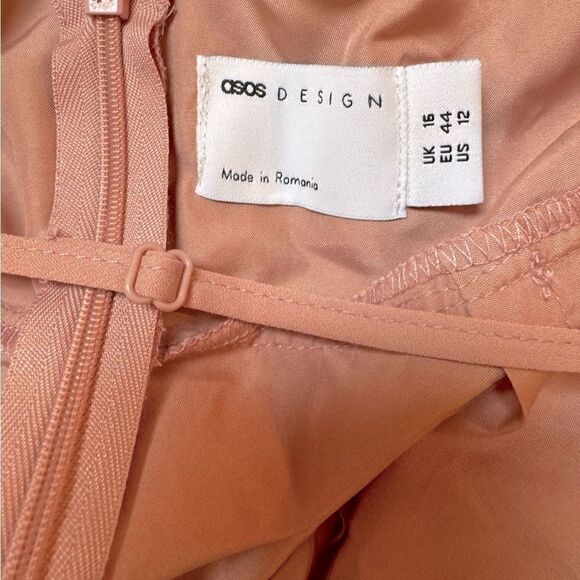 asos DESIGN
Made in Romania
UK 16
EU 44
US 12